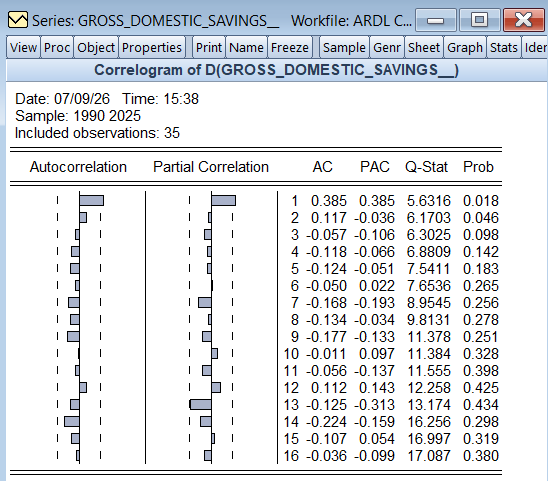 Series: GROSS_DOMESTIC_SAVINGS__ Workfile: ARDL C...
View Proc Object Properties Print Name Freeze Sample Genr Sheet Graph Stats Iden
Correlogram of D(GROSS_DOMESTIC_SAVINGS__)
Date: 07/09/26 Time: 15:38
Sample: 1990 2025
Included observations: 35
Autocorrelation Partial Correlation AC PAC Q-Stat Prob
1 0.385 0.385 5.6316 0.018
2 0.117 -0.036 6.1703 0.046
3 -0.057 -0.106 6.3025 0.098
4 -0.118 -0.066 6.8809 0.142
5 -0.124 -0.051 7.5411 0.183
6 -0.050 0.022 7.6536 0.265
7 -0.168 -0.193 8.9545 0.256
8 -0.134 -0.034 9.8131 0.278
9 -0.177 -0.133 11.378 0.251
10 -0.011 0.097 11.384 0.328
11 -0.056 -0.137 11.555 0.398
12 0.112 0.143 12.258 0.425
13 -0.125 -0.313 13.174 0.434
14 -0.224 -0.159 16.256 0.298
15 -0.107 0.054 16.997 0.319
16 -0.036 -0.099 17.087 0.380